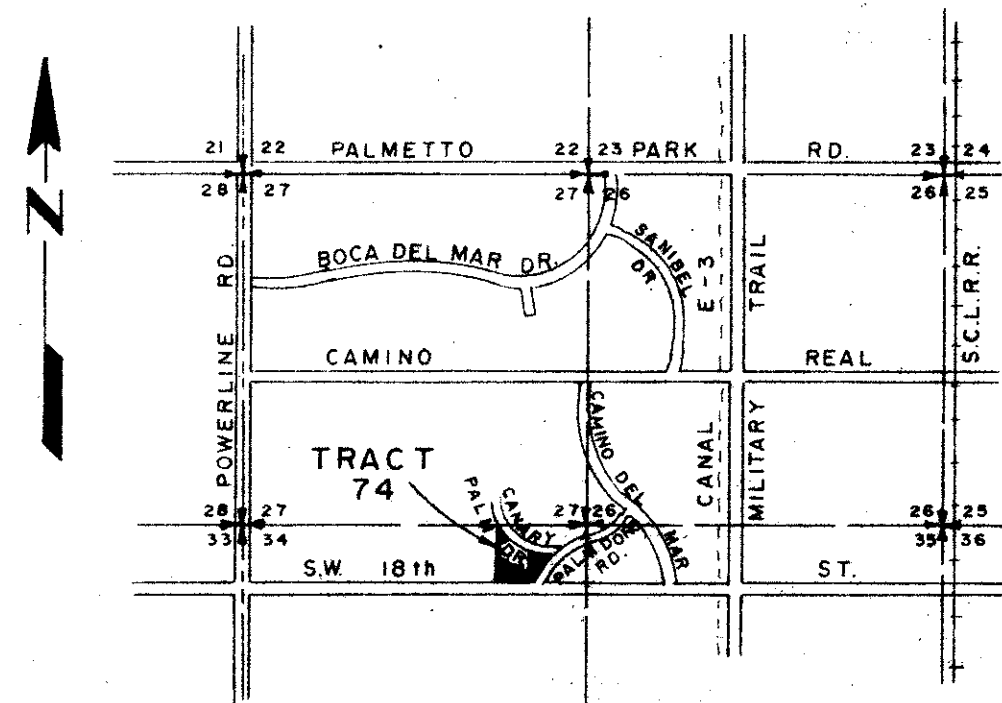 N
21 22 PALMETTO 22 23 PARK RD. 23 24
28 27 27 26 26 25
BOCA DEL MAR DR.
SANIBEL DR.
E-3
TRAIL
S.C.L.R.R.
POWERLINE RD.
CAMINO REAL
CAMINO DEL MAR
CANAL
MILITARY
TRACT
74
CANARY
PALM DR.
28 27 27 26 26 25
33 34 35 36
RD.
S.W. 18th ST.